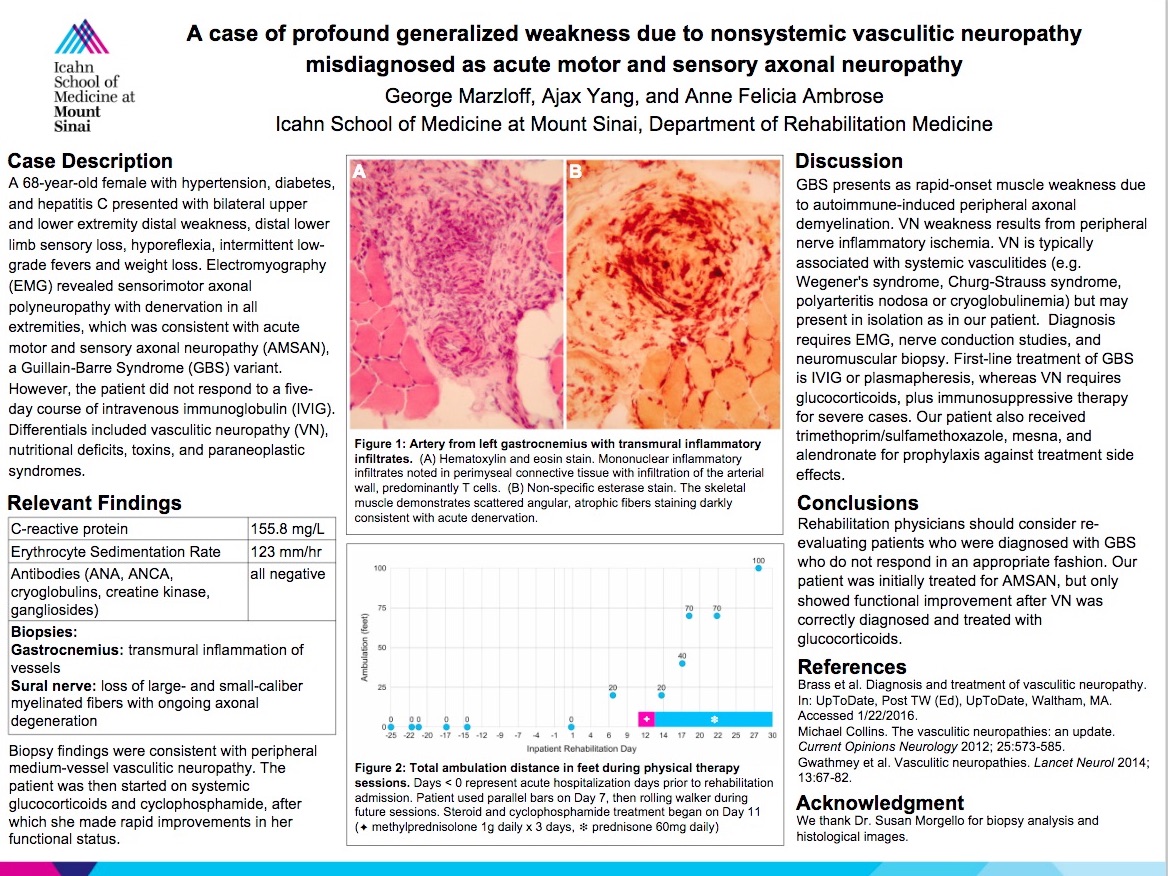 A case of profound generalized weakness due to nonsystemic vasculitic neuropathy
misdiagnosed as acute motor and sensory axonal neuropathy
George Marzloff, Ajax Yang, and Anne Felicia Ambrose
Icahn School of Medicine at Mount Sinai, Department of Rehabilitation Medicine
Icahn
School of
Medicine at
Mount
Sinai
Case Description
A 68-year-old female with hypertension, diabetes,
and hepatitis C presented with bilateral upper
and lower extremity distal weakness, distal lower
limb sensory loss, hyporeflexia, intermittent low-
grade fevers and weight loss. Electromyography
(EMG) revealed sensorimotor axonal
polyneuropathy with denervation in all
extremities, which was consistent with acute
motor and sensory axonal neuropathy (AMSAN),
a Guillain-Barre Syndrome (GBS) variant.
However, the patient did not respond to a five-
day course of intravenous immunoglobulin (IVIG).
Differentials included vasculitic neuropathy (VN),
nutritional deficits, toxins, and paraneoplastic
syndromes.
Relevant Findings
C-reactive protein 155.8 mg/L
Erythrocyte Sedimentation Rate 123 mm/hr
Antibodies (ANA, ANCA, all negative
cryoglobulins, creatine kinase,
gangliosides)
Biopsies:
Gastrocnemius: transmural inflammation of
vessels
Sural nerve: loss of large- and small-caliber
myelinated fibers with ongoing axonal
degeneration
Biopsy findings were consistent with peripheral
medium-vessel vasculitic neuropathy. The
patient was then started on systemic
glucocorticoids and cyclophosphamide, after
which she made rapid improvements in her
functional status.
A B
Figure 1: Artery from left gastrocnemius with transmural inflammatory
infiltrates. (A) Hematoxylin and eosin stain. Mononuclear inflammatory
infiltrates noted in perimyseal connective tissue with infiltration of the arterial
wall, predominantly T cells. (B) Non-specific esterase stain. The skeletal
muscle demonstrates scattered angular, atrophic fibers staining darkly
consistent with acute denervation.
Ambulation (feet)
100
75
50
25
0
0 0 0 0 0 0 20 20 40 70 70 100
✦ ✻
-25 -22 -20 -17 -15 -12 -9 -7 -4 -1 1 4 6 9 12 14 17 20 22 25 27 30
Inpatient Rehabilitation Day
Figure 2: Total ambulation distance in feet during physical therapy
sessions. Days < 0 represent acute hospitalization days prior to rehabilitation
admission. Patient used parallel bars on Day 7, then rolling walker during
future sessions. Steroid and cyclophosphamide treatment began on Day 11
(✦ methylprednisolone 1g daily x 3 days, ✻ prednisone 60mg daily)
Discussion
GBS presents as rapid-onset muscle weakness due
to autoimmune-induced peripheral axonal
demyelination. VN weakness results from peripheral
nerve inflammatory ischemia. VN is typically
associated with systemic vasculitides (e.g.
Wegener's syndrome, Churg-Strauss syndrome,
polyarteritis nodosa or cryoglobulinemia) but may
present in isolation as in our patient. Diagnosis
requires EMG, nerve conduction studies, and
neuromuscular biopsy. First-line treatment of GBS
is IVIG or plasmapheresis, whereas VN requires
glucocorticoids, plus immunosuppressive therapy
for severe cases. Our patient also received
trimethoprim/sulfamethoxazole, mesna, and
alendronate for prophylaxis against treatment side
effects.
Conclusions
Rehabilitation physicians should consider re-
evaluating patients who were diagnosed with GBS
who do not respond in an appropriate fashion. Our
patient was initially treated for AMSAN, but only
showed functional improvement after VN was
correctly diagnosed and treated with
glucocorticoids.
References
Brass et al. Diagnosis and treatment of vasculitic neuropathy.
In: UpToDate, Post TW (Ed), UpToDate, Waltham, MA.
Accessed 1/22/2016.
Michael Collins. The vasculitic neuropathies: an update.
Current Opinions Neurology 2012; 25:573-585.
Gwathmey et al. Vasculitic neuropathies. Lancet Neurol 2014;
13:67-82.
Acknowledgment
We thank Dr. Susan Morgello for biopsy analysis and
histological images.